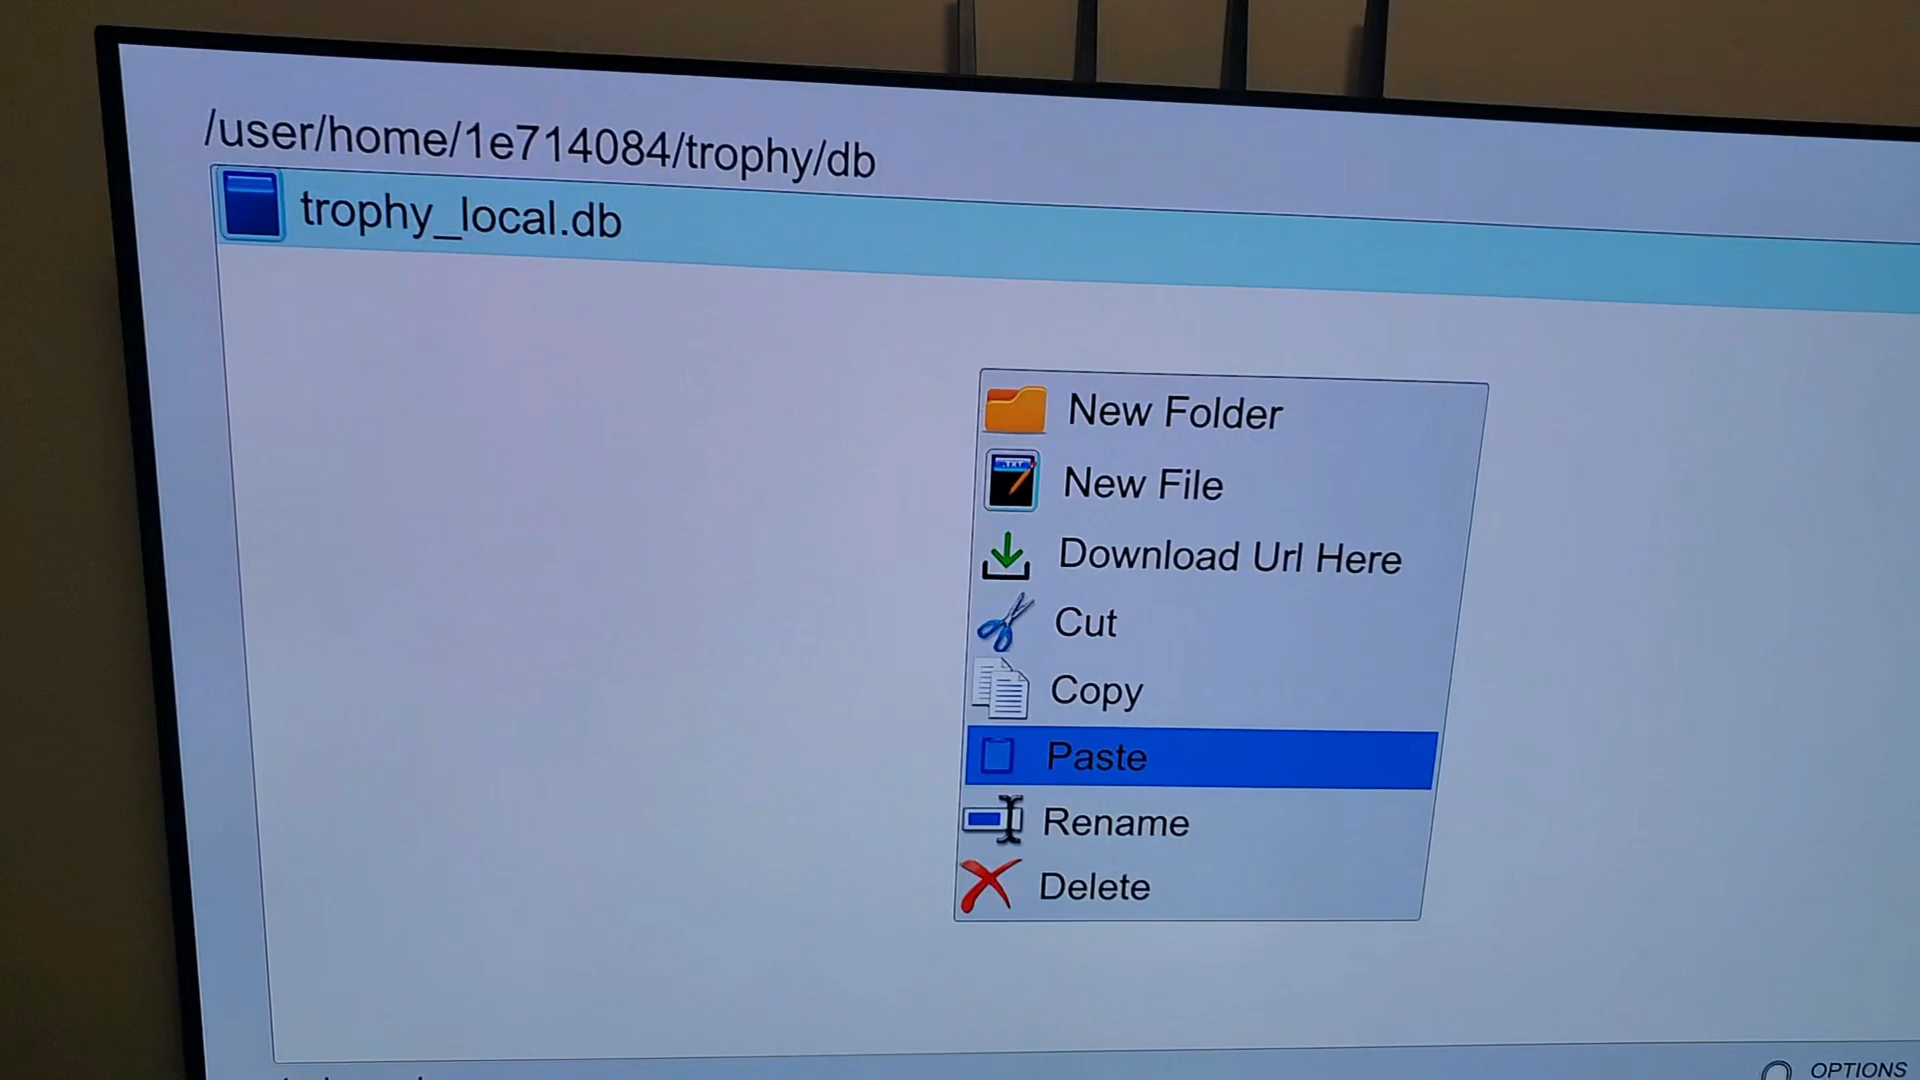 /user/home/1e714084/trophy/db
trophy_local.db
New Folder
New File
Download Url Here
Cut
Copy
Paste
Rename
Delete
OPTIONS